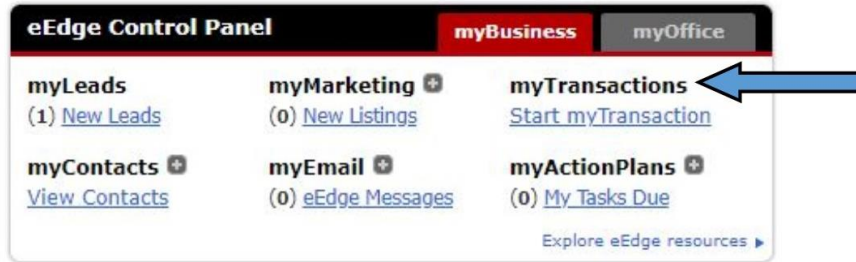 eEdge Control Panel myBusiness myOffice
myLeads myMarketing myTransactions
(1) New Leads (0) New Listings Start myTransaction
myContacts myEmail myActionPlans
View Contacts (0) eEdge Messages (0) My Tasks Due
Explore eEdge resources